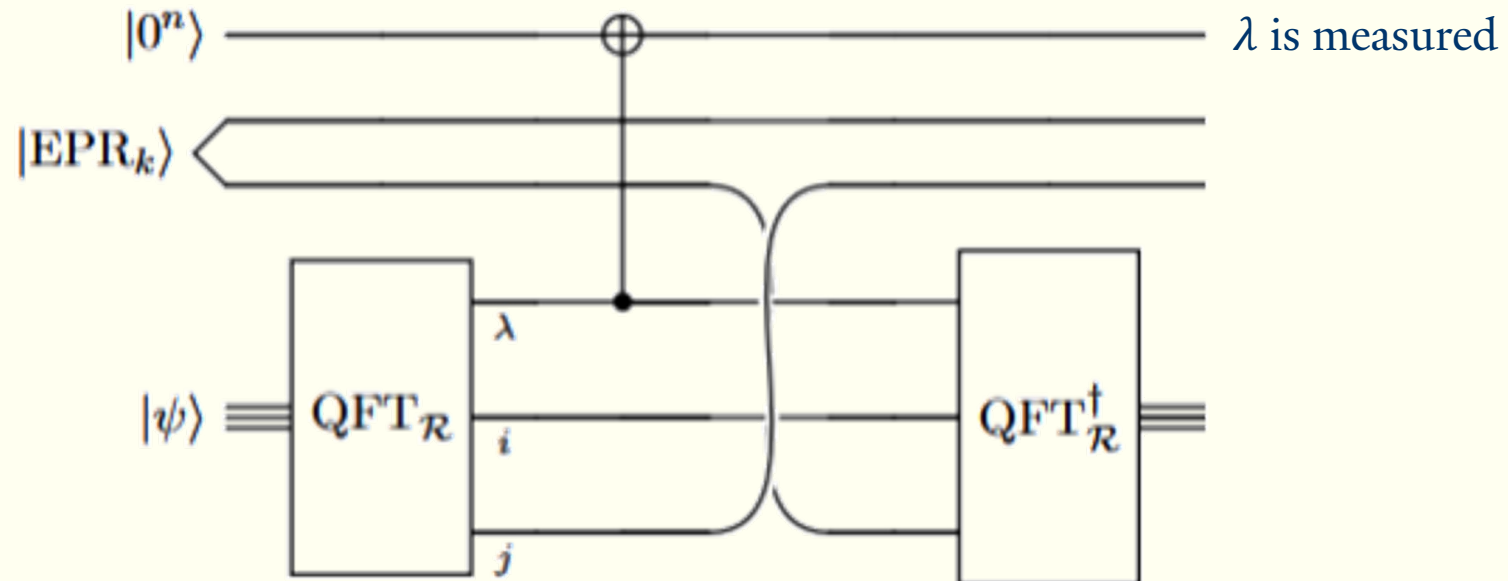 |0ⁿ⟩
λ is measured
|EPRₖ⟩
λ
|ψ⟩
QFT_ℛ
i
QFT†_ℛ
j